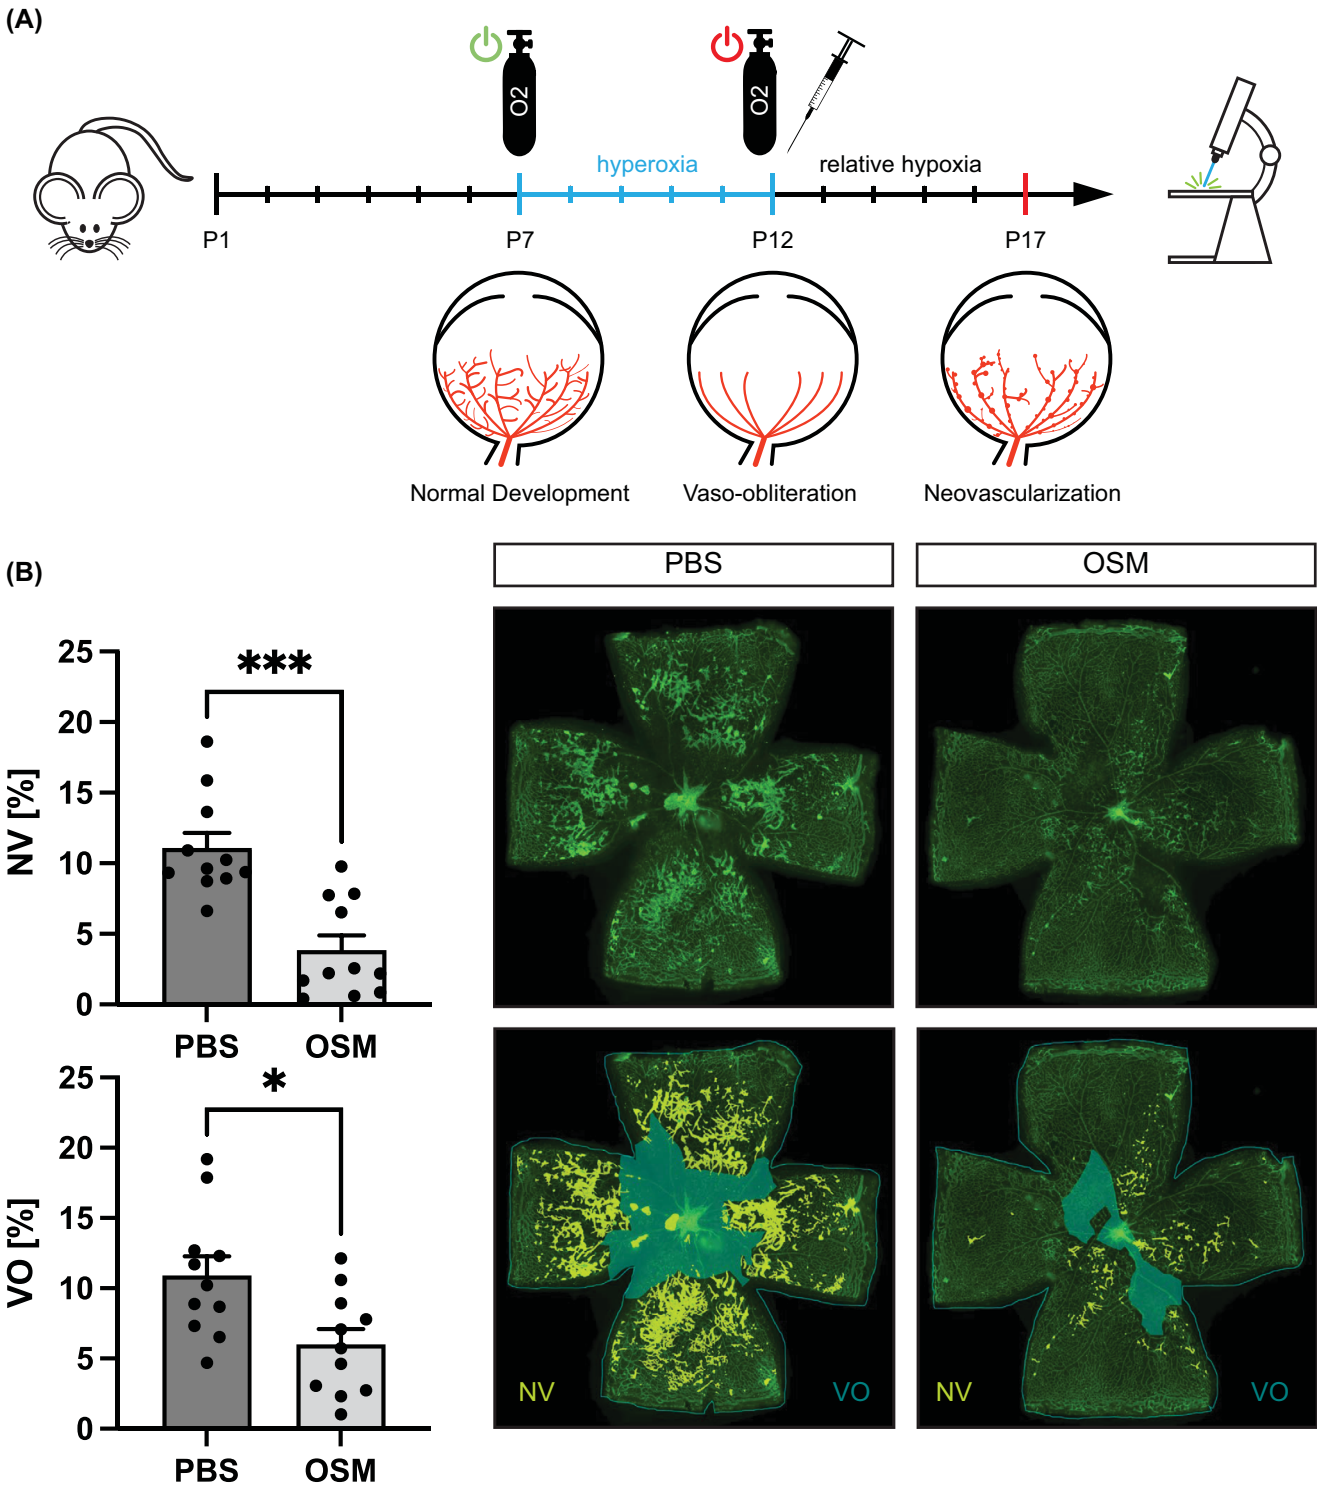 (A)
O2
O2
hyperoxia
relative hypoxia
P1
P7
P12
P17
Normal Development
Vaso-obliteration
Neovascularization
(B)
PBS
OSM
NV [%]
25
20
15
10
5
0
***
PBS
OSM
VO [%]
25
20
15
10
5
0
*
PBS
OSM
NV
VO
NV
VO